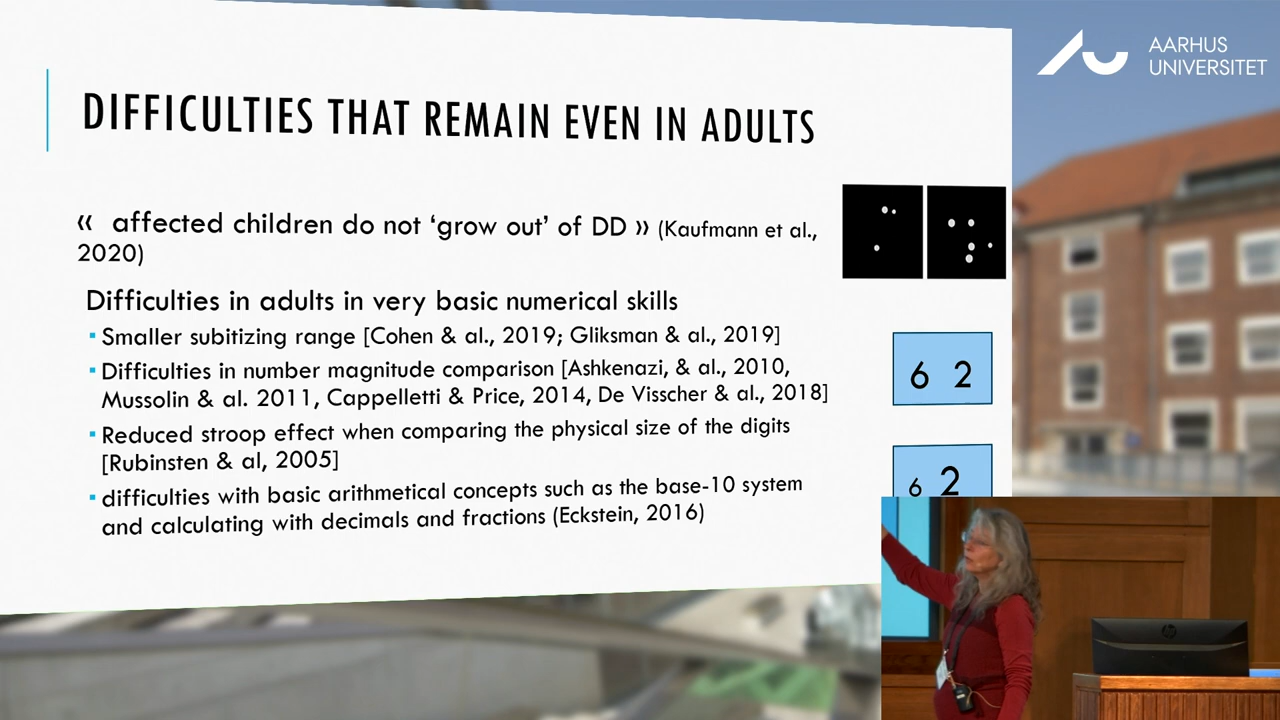 AARHUS
UNIVERSITET
DIFFICULTIES THAT REMAIN EVEN IN ADULTS
« affected children do not ‘grow out’ of DD » (Kaufmann et al.,
2020)
Difficulties in adults in very basic numerical skills
▪ Smaller subitizing range [Cohen & al., 2019; Gliksman & al., 2019]
▪ Difficulties in number magnitude comparison [Ashkenazi, & al., 2010,
Mussolin & al. 2011, Cappelletti & Price, 2014, De Visscher & al., 2018]
▪ Reduced stroop effect when comparing the physical size of the digits
[Rubinsten & al, 2005]
▪ difficulties with basic arithmetical concepts such as the base-10 system
and calculating with decimals and fractions (Eckstein, 2016)
6 2
6 2
hp